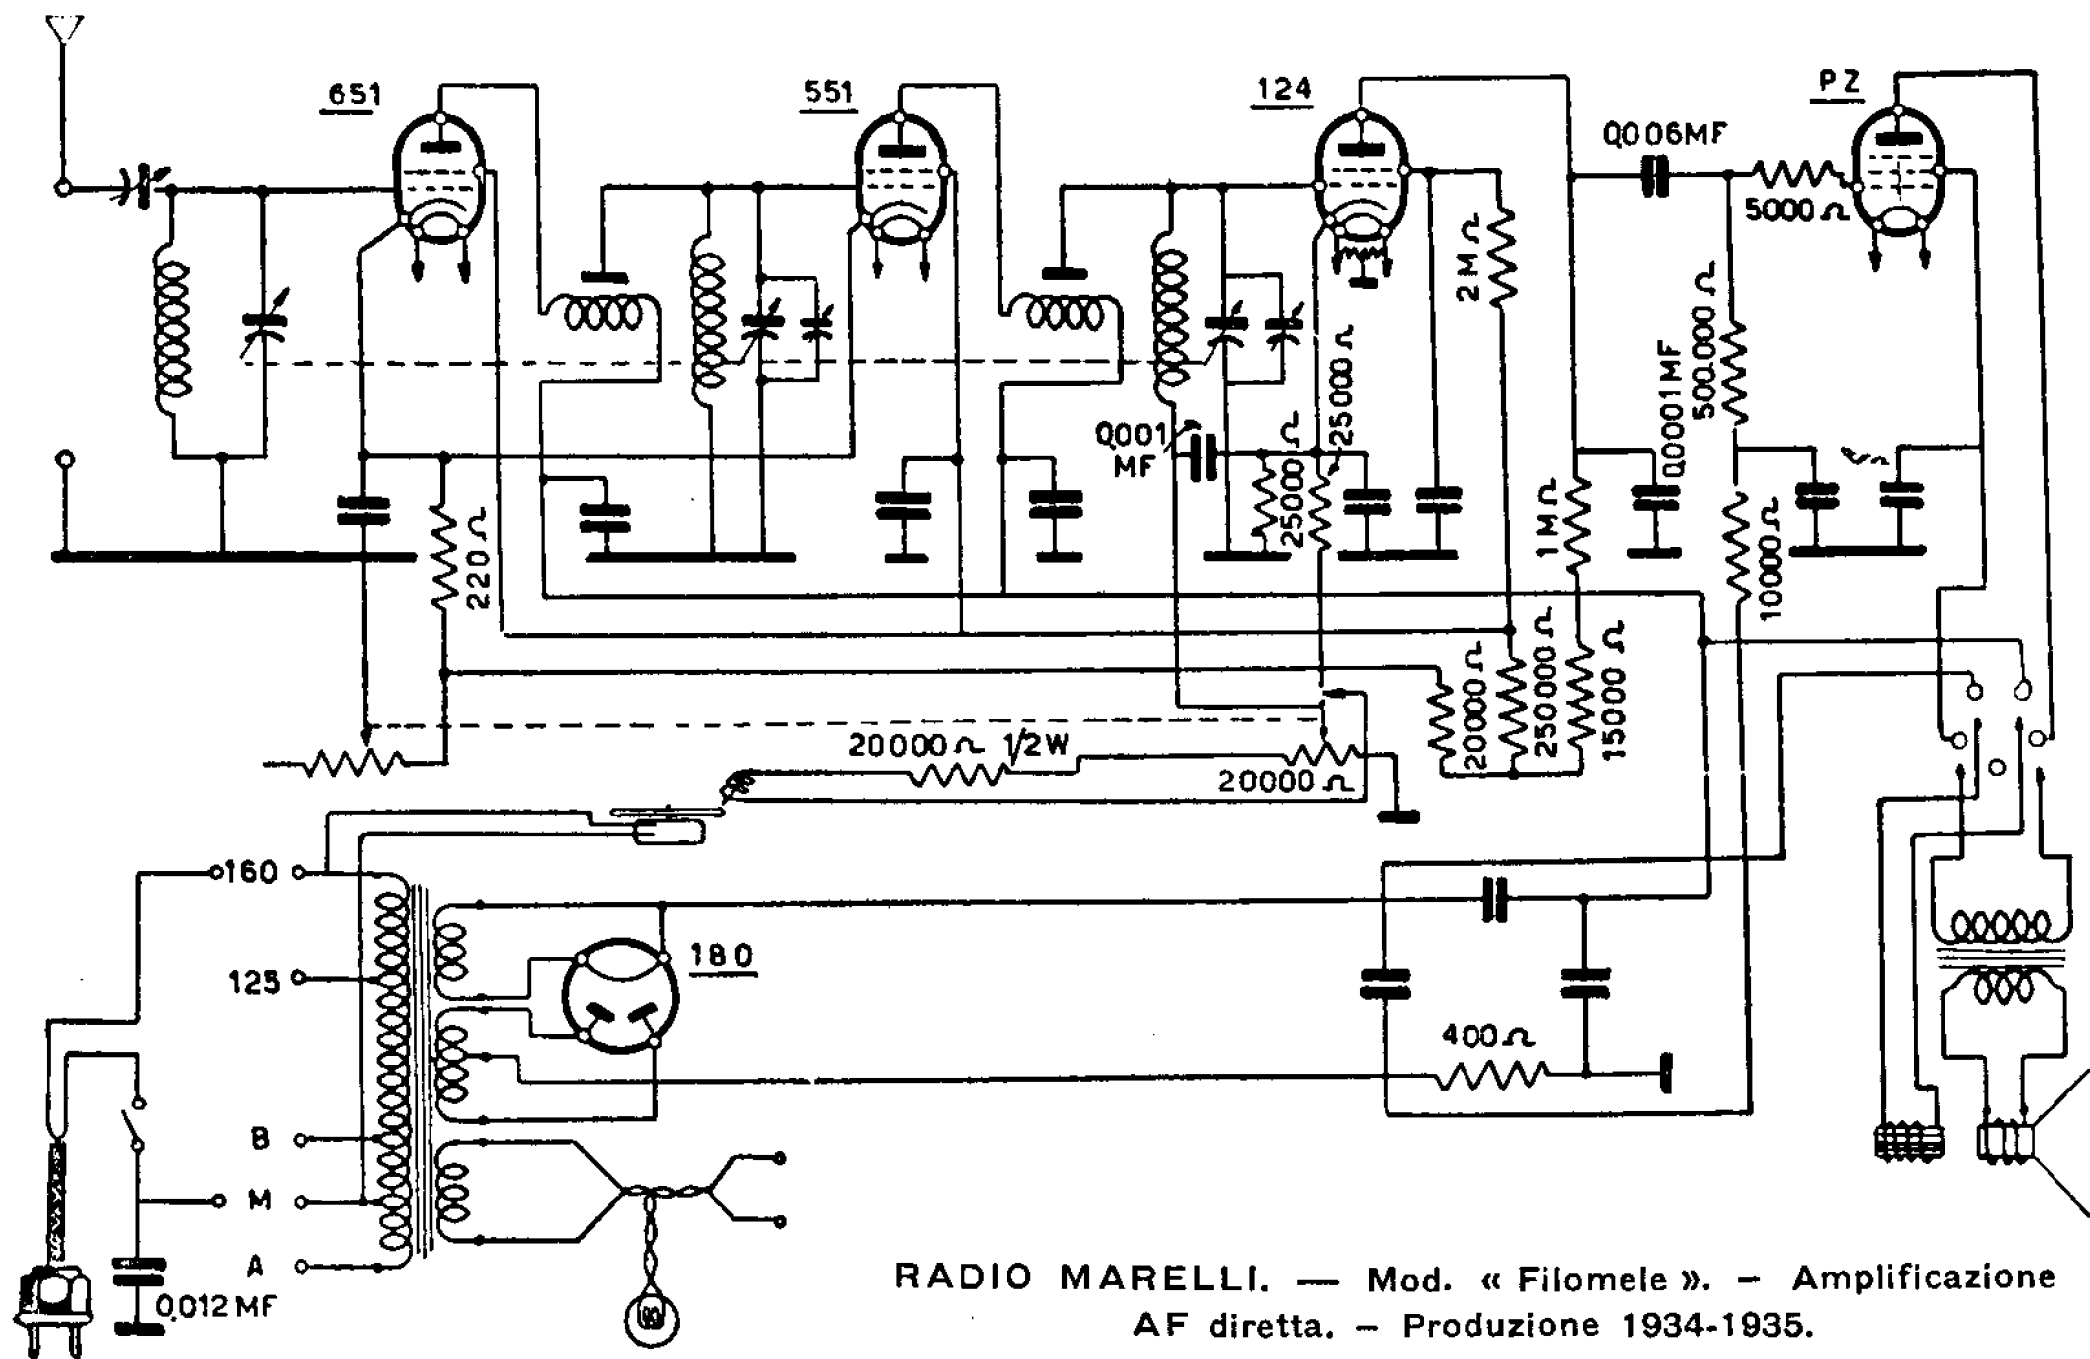 651
551
124
PZ
0,006MF
5000 Ω
2 MΩ
500.000 Ω
0,0001MF
25000 Ω
0,001
MF
25000 Ω
220 Ω
1 MΩ
10000 Ω
20000 Ω
250000 Ω
15000 Ω
20000 Ω 1/2W
20000 Ω
160
180
125
400 Ω
B
M
A
0,012 MF
RADIO MARELLI. — Mod. « Filomele ». – Amplificazione
AF diretta. – Produzione 1934-1935.